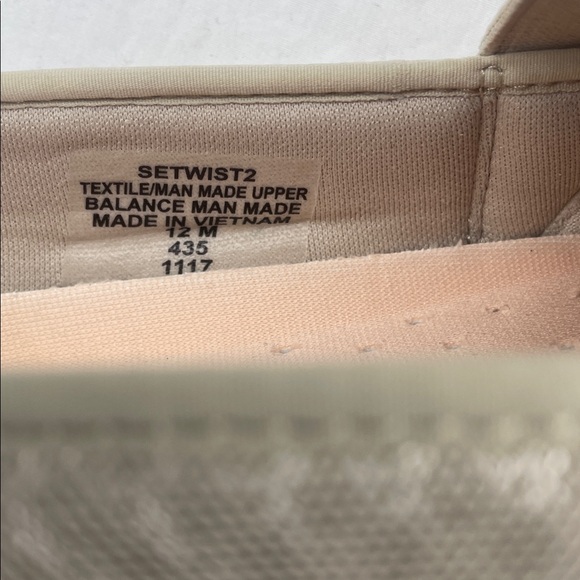 SETWIST2
TEXTILE/MAN MADE UPPER
BALANCE MAN MADE
MADE IN VIETNAM
12 M
435
1117